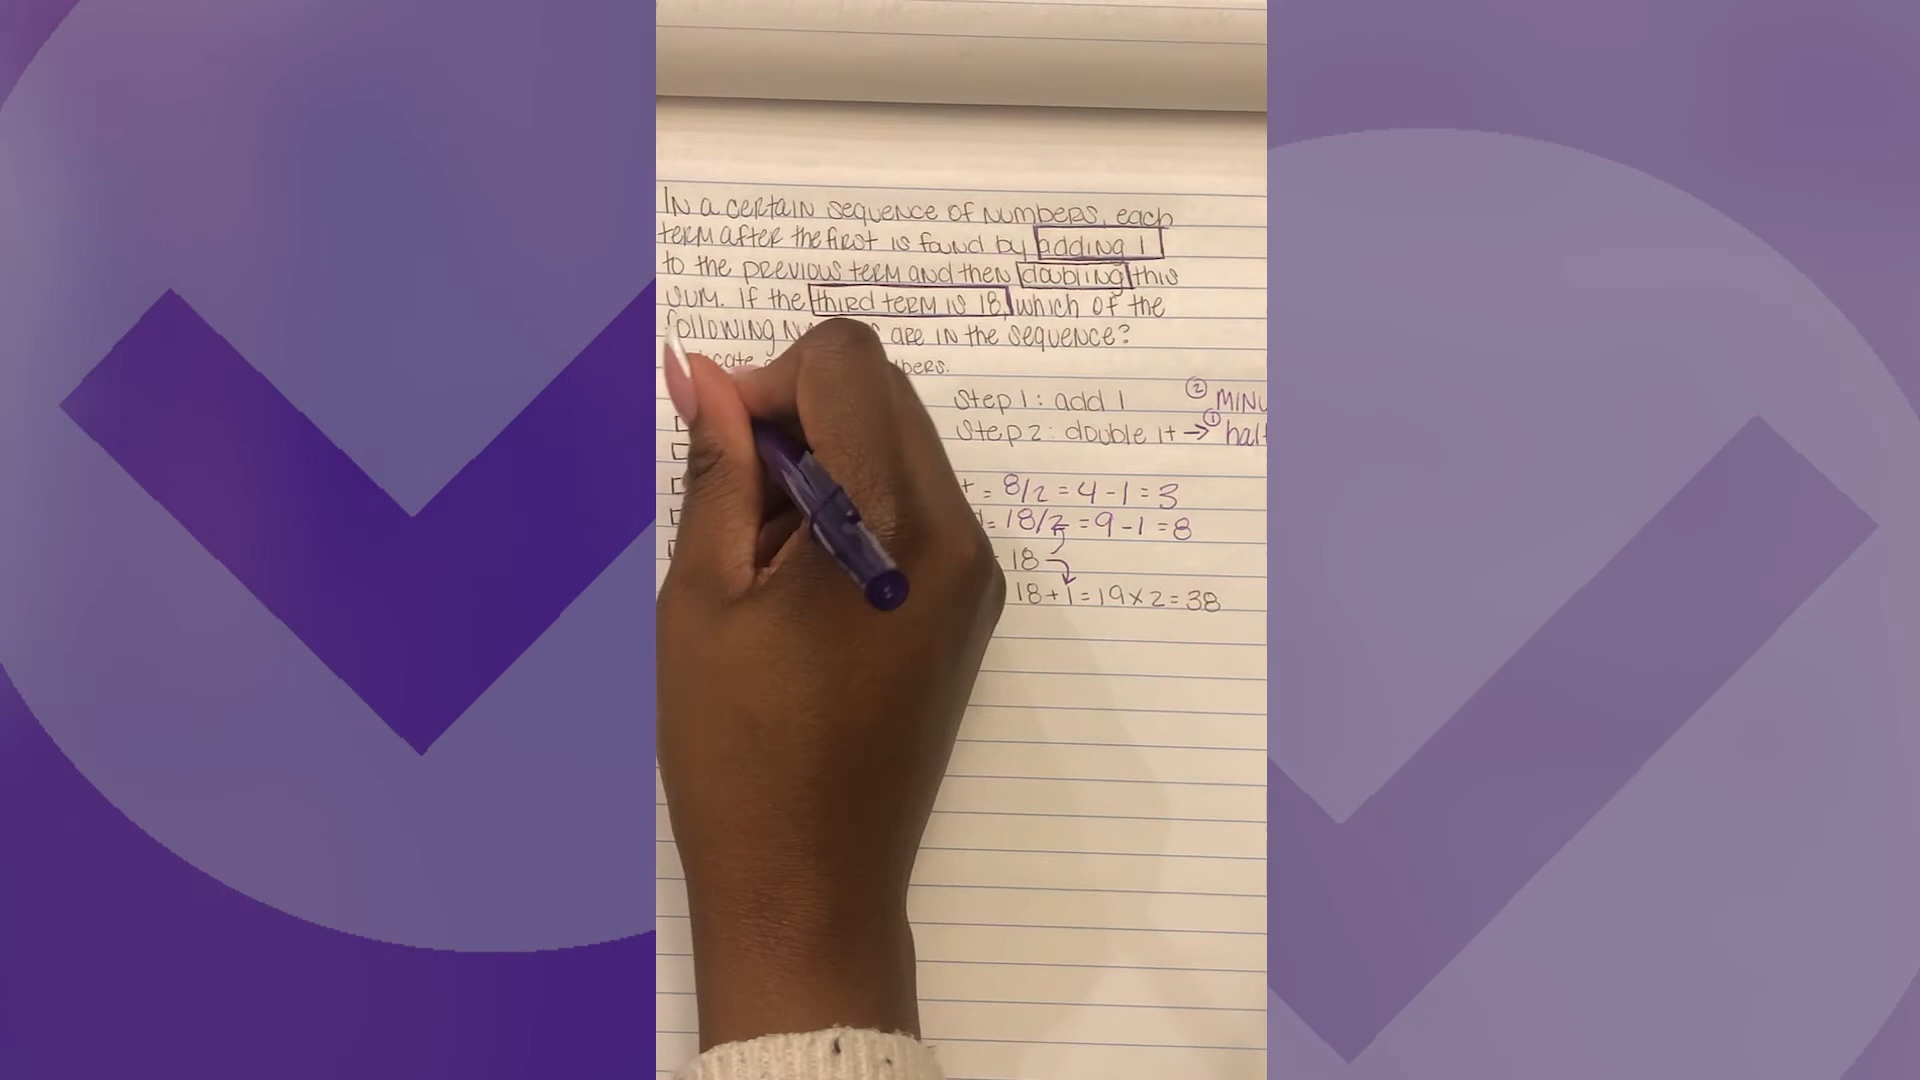 In a certain sequence of numbers, each
term after the first is found by adding 1
to the previous term and then doubling this
sum. If the third term is 18, which of the
following are in the sequence?
Step 1: add 1 ②
Step 2: double it → ①
= 8/2 = 4 - 1 = 3
= 18/2 = 9 - 1 = 8
18
18 + 1 = 19 x 2 = 38